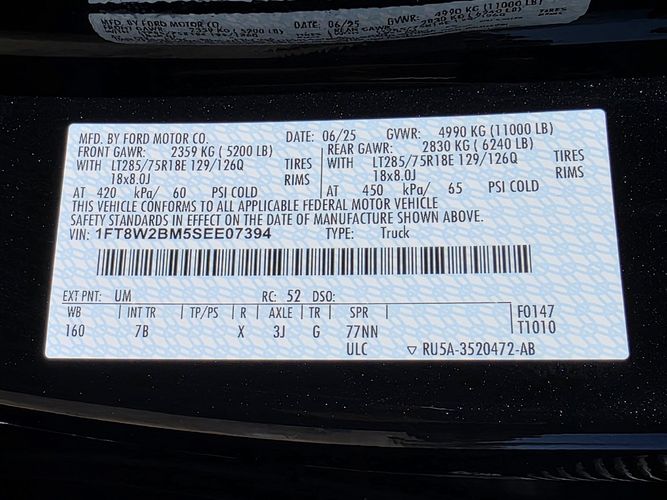 MFD. BY FORD MOTOR CO. DATE: 06/25 GVWR: 4990 KG (11000 LB)
FRONT GAWR: 2359 KG (5200 LB) REAR GAWR: 2830 KG (6240 LB)
WITH LT285/75R18E 129/126Q TIRES WITH LT285/75R18E 129/126Q TIRES
18x8.0J RIMS 18x8.0J RIMS
AT 420 kPa/ 60 PSI COLD AT 450 kPa/ 65 PSI COLD
THIS VEHICLE CONFORMS TO ALL APPLICABLE FEDERAL MOTOR VEHICLE
SAFETY STANDARDS IN EFFECT ON THE DATE OF MANUFACTURE SHOWN ABOVE.
VIN: 1FT8W2BM5SEE07394 TYPE: Truck
EXT PNT: UM RC: 52 DSO:
WB INT TR TP/PS R AXLE TR SPR F0147
160 7B X 3J G 77NN T1010
ULC ▽ RU5A-3520472-AB